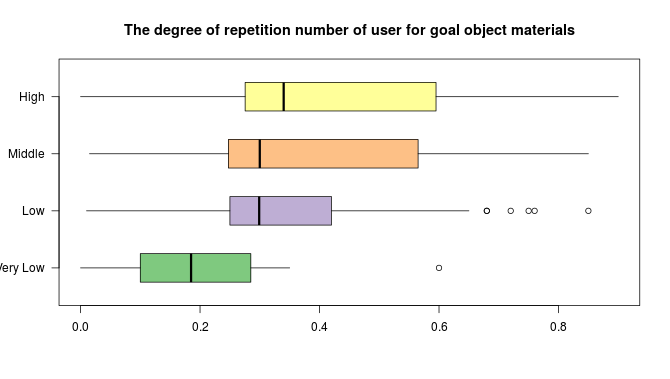 The degree of repetition number of user for goal object materials
High
Middle
Low
Very Low
0.0 0.2 0.4 0.6 0.8